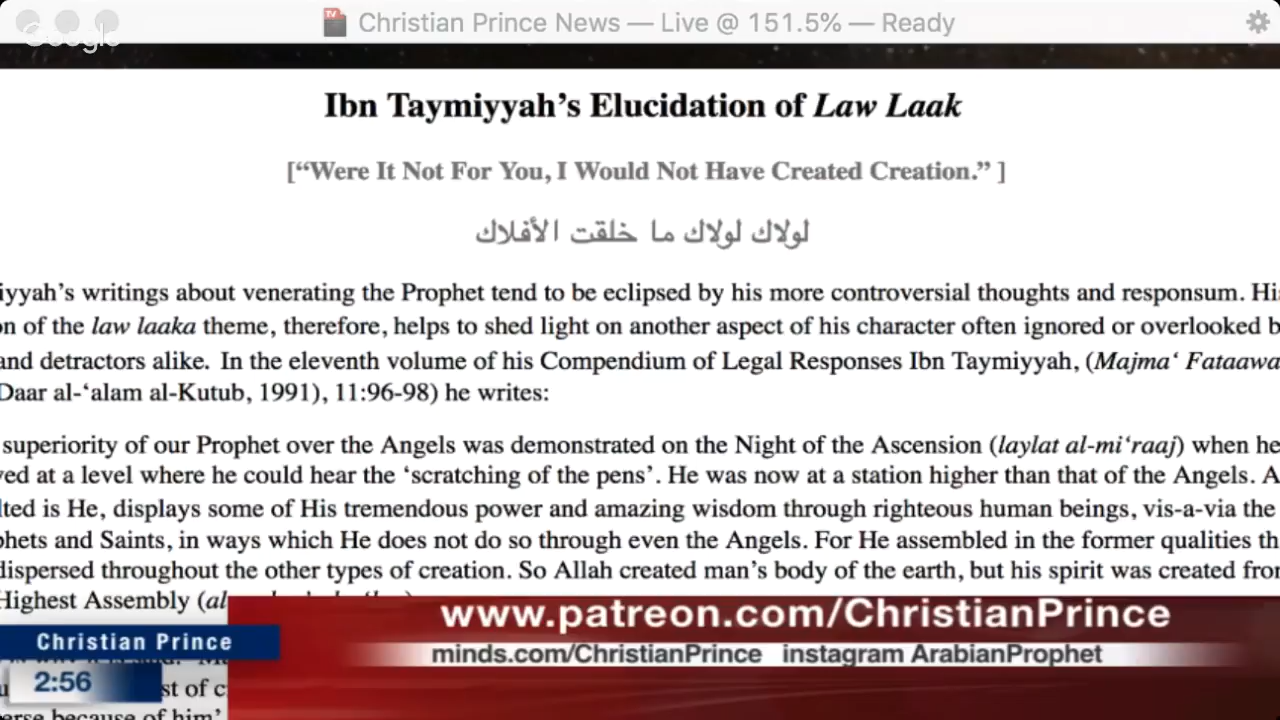 Christian Prince News — Live @ 151.5% — Ready
Google
Ibn Taymiyyah’s Elucidation of Law Laak
[“Were It Not For You, I Would Not Have Created Creation.” ]
لولاك لولاك ما خلقت الأفلاك
iyyah’s writings about venerating the Prophet tend to be eclipsed by his more controversial thoughts and responsum. His
on of the law laaka theme, therefore, helps to shed light on another aspect of his character often ignored or overlooked b
and detractors alike. In the eleventh volume of his Compendium of Legal Responses Ibn Taymiyyah, (Majma‘ Fataawa
Daar al-‘alam al-Kutub, 1991), 11:96-98) he writes:
superiority of our Prophet over the Angels was demonstrated on the Night of the Ascension (laylat al-mi‘raaj) when he
ved at a level where he could hear the ‘scratching of the pens’. He was now at a station higher than that of the Angels. A
lted is He, displays some of His tremendous power and amazing wisdom through righteous human beings, vis-a-via the
phets and Saints, in ways which He does not do so through even the Angels. For He assembled in the former qualities th
dispersed throughout the other types of creation. So Allah created man’s body of the earth, but his spirit was created from
Highest Assembly (al
www.patreon.com/ChristianPrince
Christian Prince
minds.com/ChristianPrince instagram ArabianProphet
2:56
st of c
erse because of him’